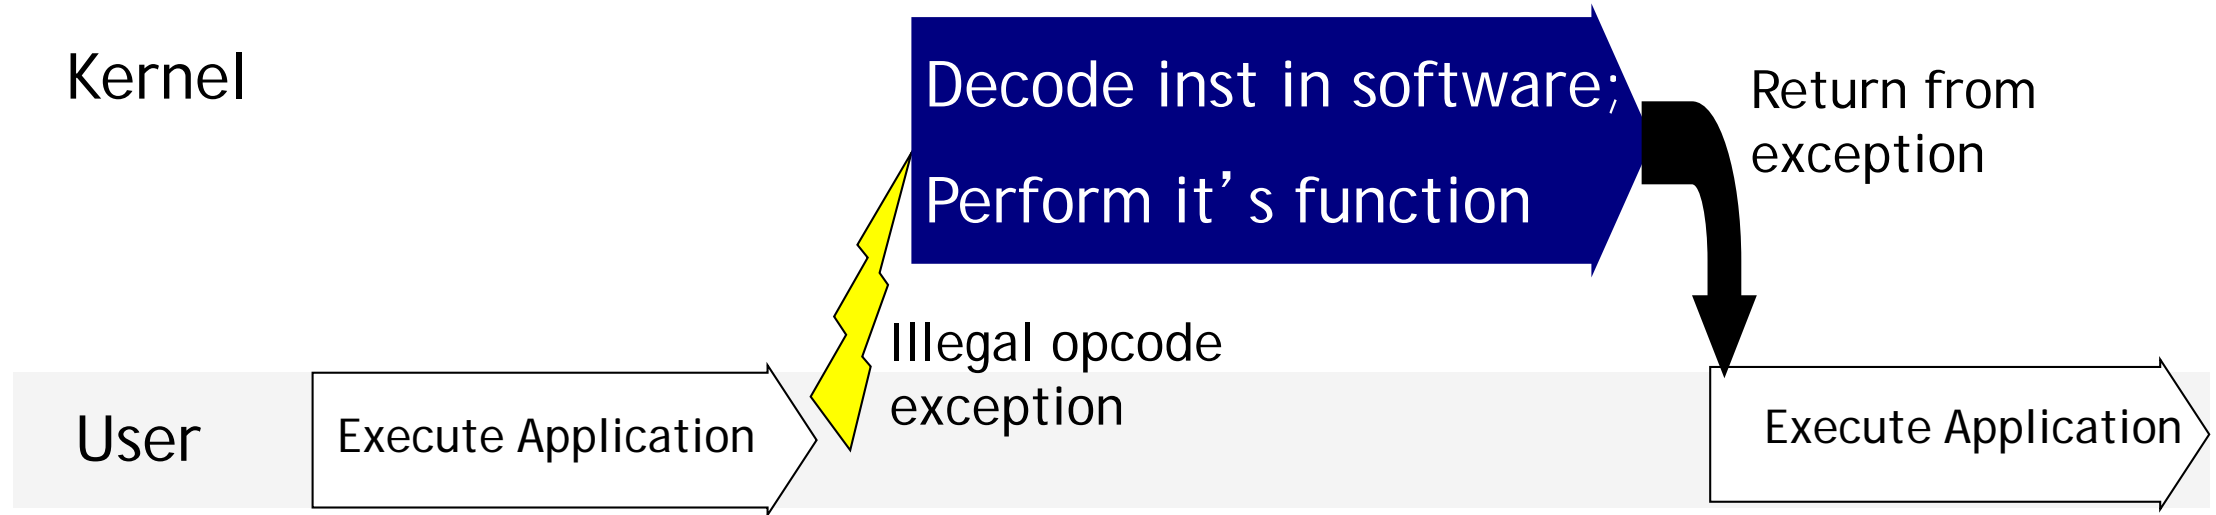 Kernel
Decode inst in software;
Perform it’s function
Return from
exception
Illegal opcode
exception
User
Execute Application
Execute Application